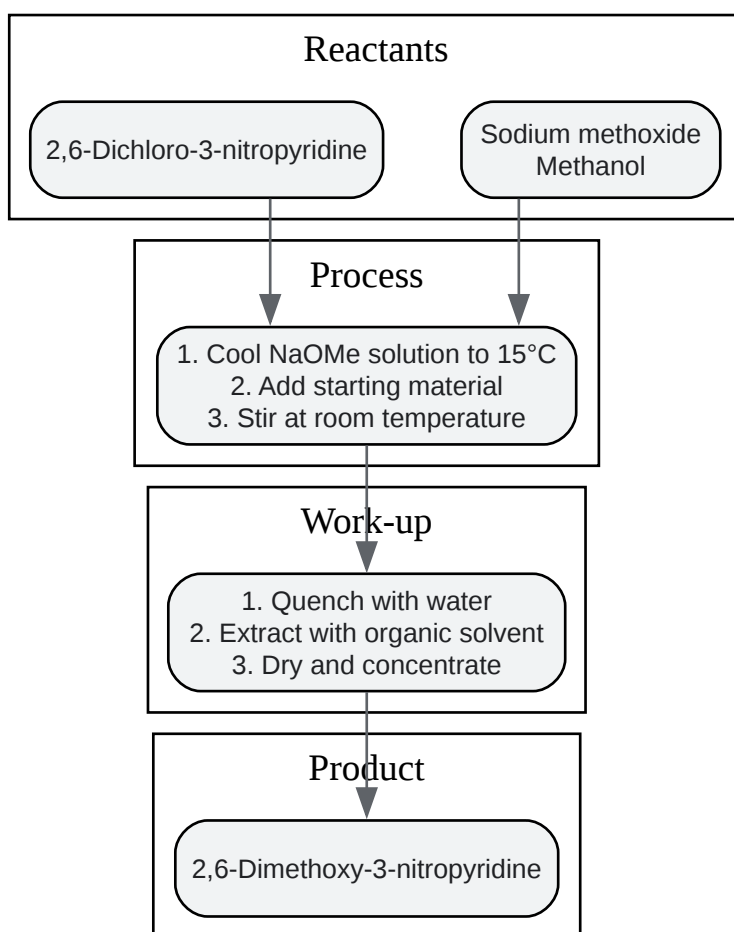 Reactants
2,6-Dichloro-3-nitropyridine
Sodium methoxide
Methanol
Process
1. Cool NaOMe solution to 15°C
2. Add starting material
3. Stir at room temperature
Work-up
1. Quench with water
2. Extract with organic solvent
3. Dry and concentrate
Product
2,6-Dimethoxy-3-nitropyridine